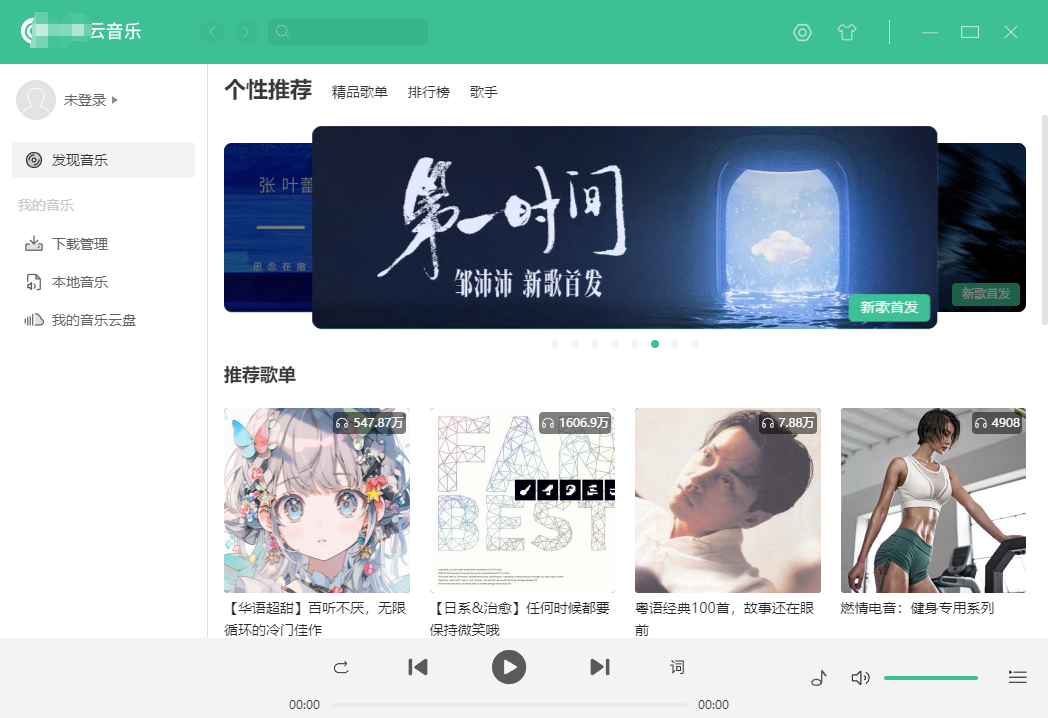 云音乐
未登录
发现音乐
我的音乐
下载管理
本地音乐
我的音乐云盘
个性推荐 精品歌单 排行榜 歌手
张 叶蕾
思念在
第一时间
邹沛沛 新歌首发
新歌首发
新歌首发
推荐歌单
547.87万
1606.9万
7.88万
4908
FAN
BEST
【华语超甜】百听不厌，无限
循环的冷门佳作
【日系&治愈】任何时候都要
保持微笑哦
粤语经典100首，故事还在眼
前
燃情电音：健身专用系列
词
00:00
00:00